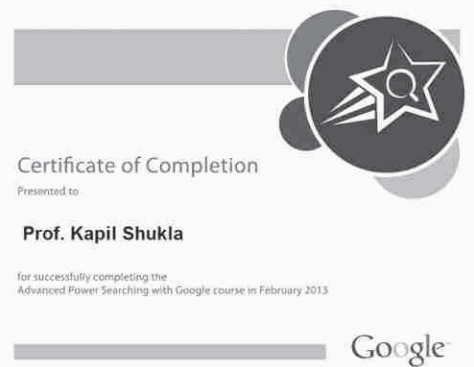 Certificate of Completion
Presented to
Prof. Kapil Shukla
for successfully completing the
Advanced Power Searching with Google course in February 2013
Google